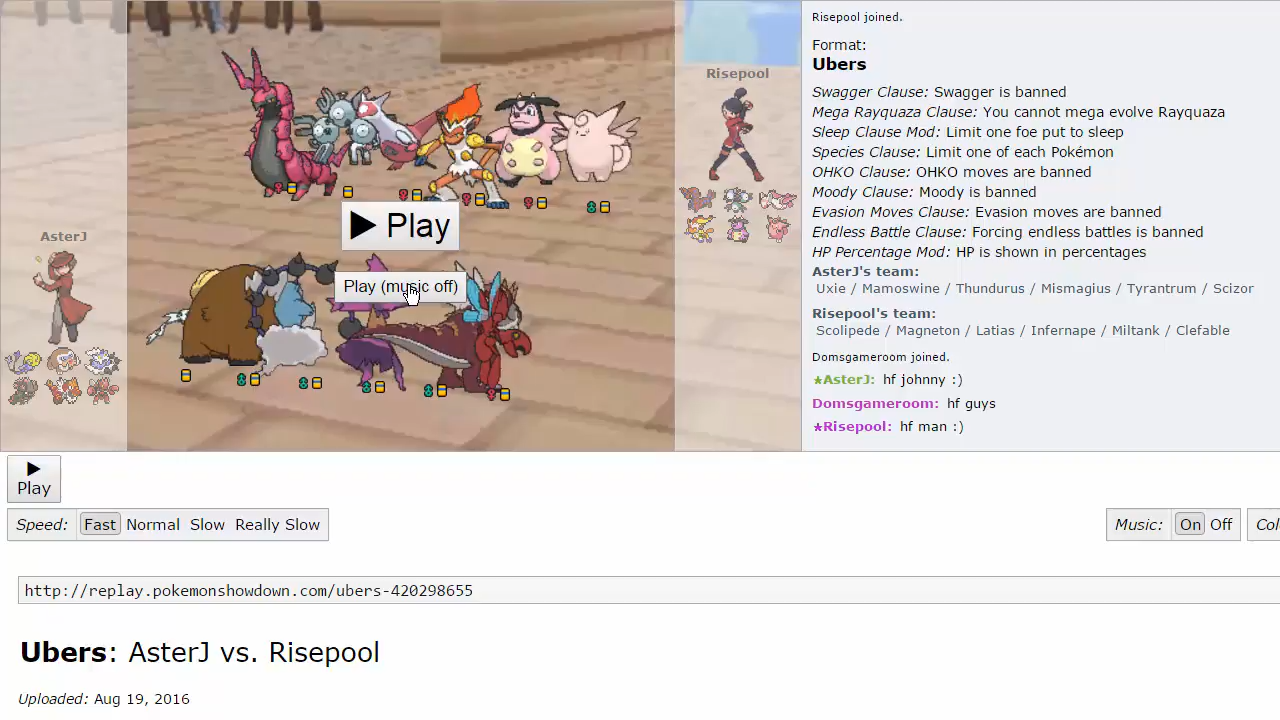 Risepool joined.
Format:
Ubers
Swagger Clause: Swagger is banned
Mega Rayquaza Clause: You cannot mega evolve Rayquaza
Sleep Clause Mod: Limit one foe put to sleep
Species Clause: Limit one of each Pokémon
OHKO Clause: OHKO moves are banned
Moody Clause: Moody is banned
Evasion Moves Clause: Evasion moves are banned
Endless Battle Clause: Forcing endless battles is banned
HP Percentage Mod: HP is shown in percentages
AsterJ's team:
Uxie / Mamoswine / Thundurus / Mismagius / Tyrantrum / Scizor
Risepool's team:
Scolipede / Magneton / Latias / Infernape / Miltank / Clefable
Domsgameroom joined.
★AsterJ: hf johnny :)
Domsgameroom: hf guys
★Risepool: hf man :)
Risepool
AsterJ
▶ Play
Play (music off)
▶
Play
Speed: Fast Normal Slow Really Slow
Music: On Off
Col
http://replay.pokemonshowdown.com/ubers-420298655
Ubers: AsterJ vs. Risepool
Uploaded: Aug 19, 2016